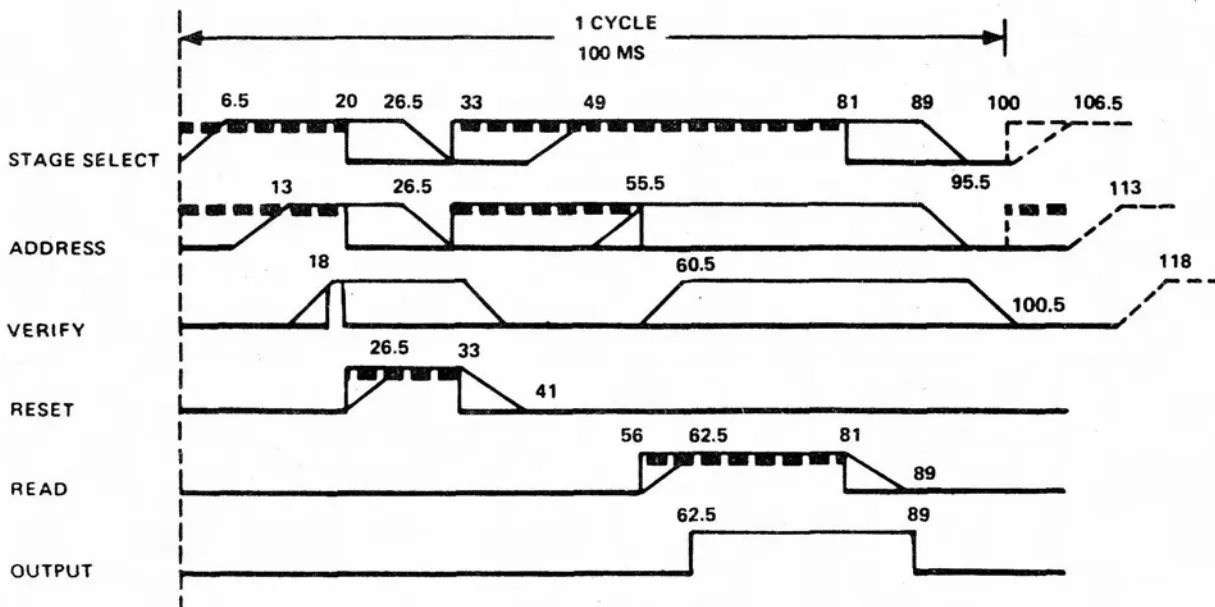 1 CYCLE
100 MS
6.5 20 26.5 33 49 81 89 100 106.5
STAGE SELECT
13 26.5 55.5 95.5 113
ADDRESS
18 60.5 100.5 118
VERIFY
26.5 33 41
RESET
56 62.5 81 89
READ
62.5 89
OUTPUT